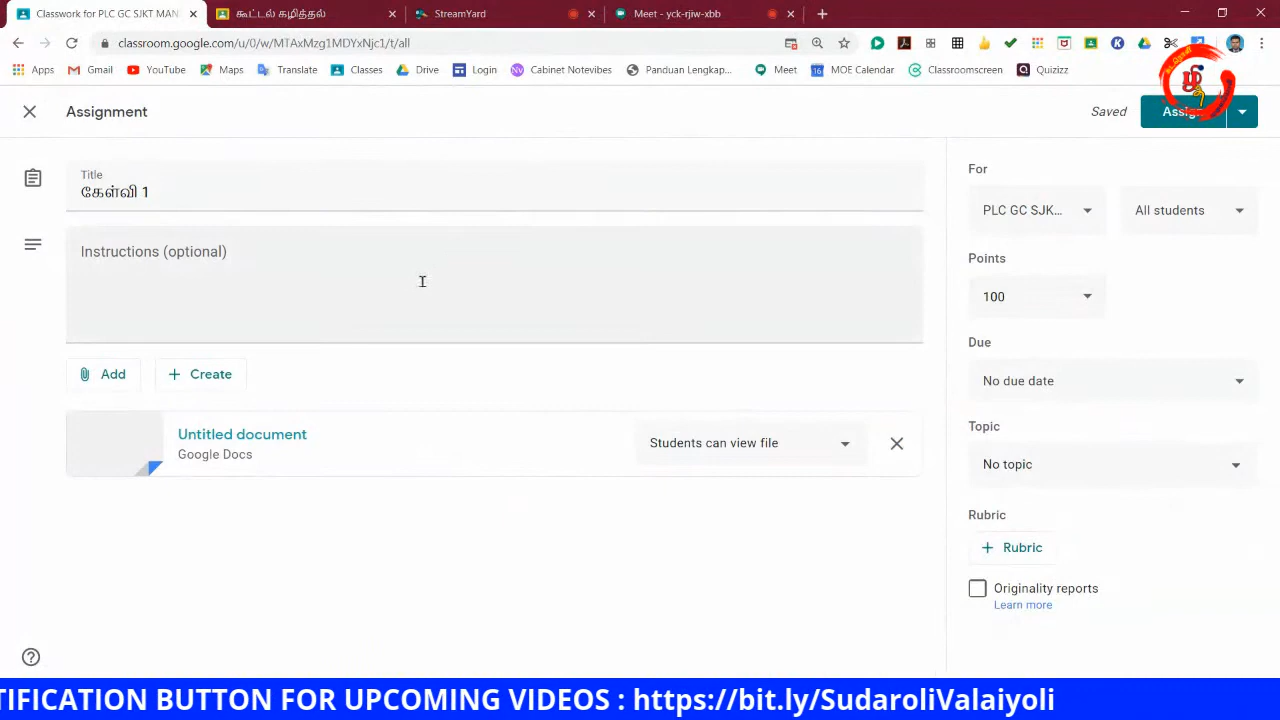 Classwork for PLC GC SJKT MAN
கூட்டல் கழித்தல்
StreamYard
Meet - yck-rjiw-xbb
classroom.google.com/u/0/w/MTAxMzg1MDYxNjc1/t/all
Apps
Gmail
YouTube
Maps
Translate
Classes
Drive
Login
Cabinet Notevibes
Panduan Lengkap...
Meet
MOE Calendar
Classroomscreen
Quizizz
Assignment
Saved
Title
கேள்வி 1
Instructions (optional)
Add
Create
Untitled document
Google Docs
Students can view file
For
PLC GC SJK...
All students
Points
100
Due
No due date
Topic
No topic
Rubric
Rubric
Originality reports
Learn more
TIFICATION BUTTON FOR UPCOMING VIDEOS : https://bit.ly/SudaroliValaiyoli